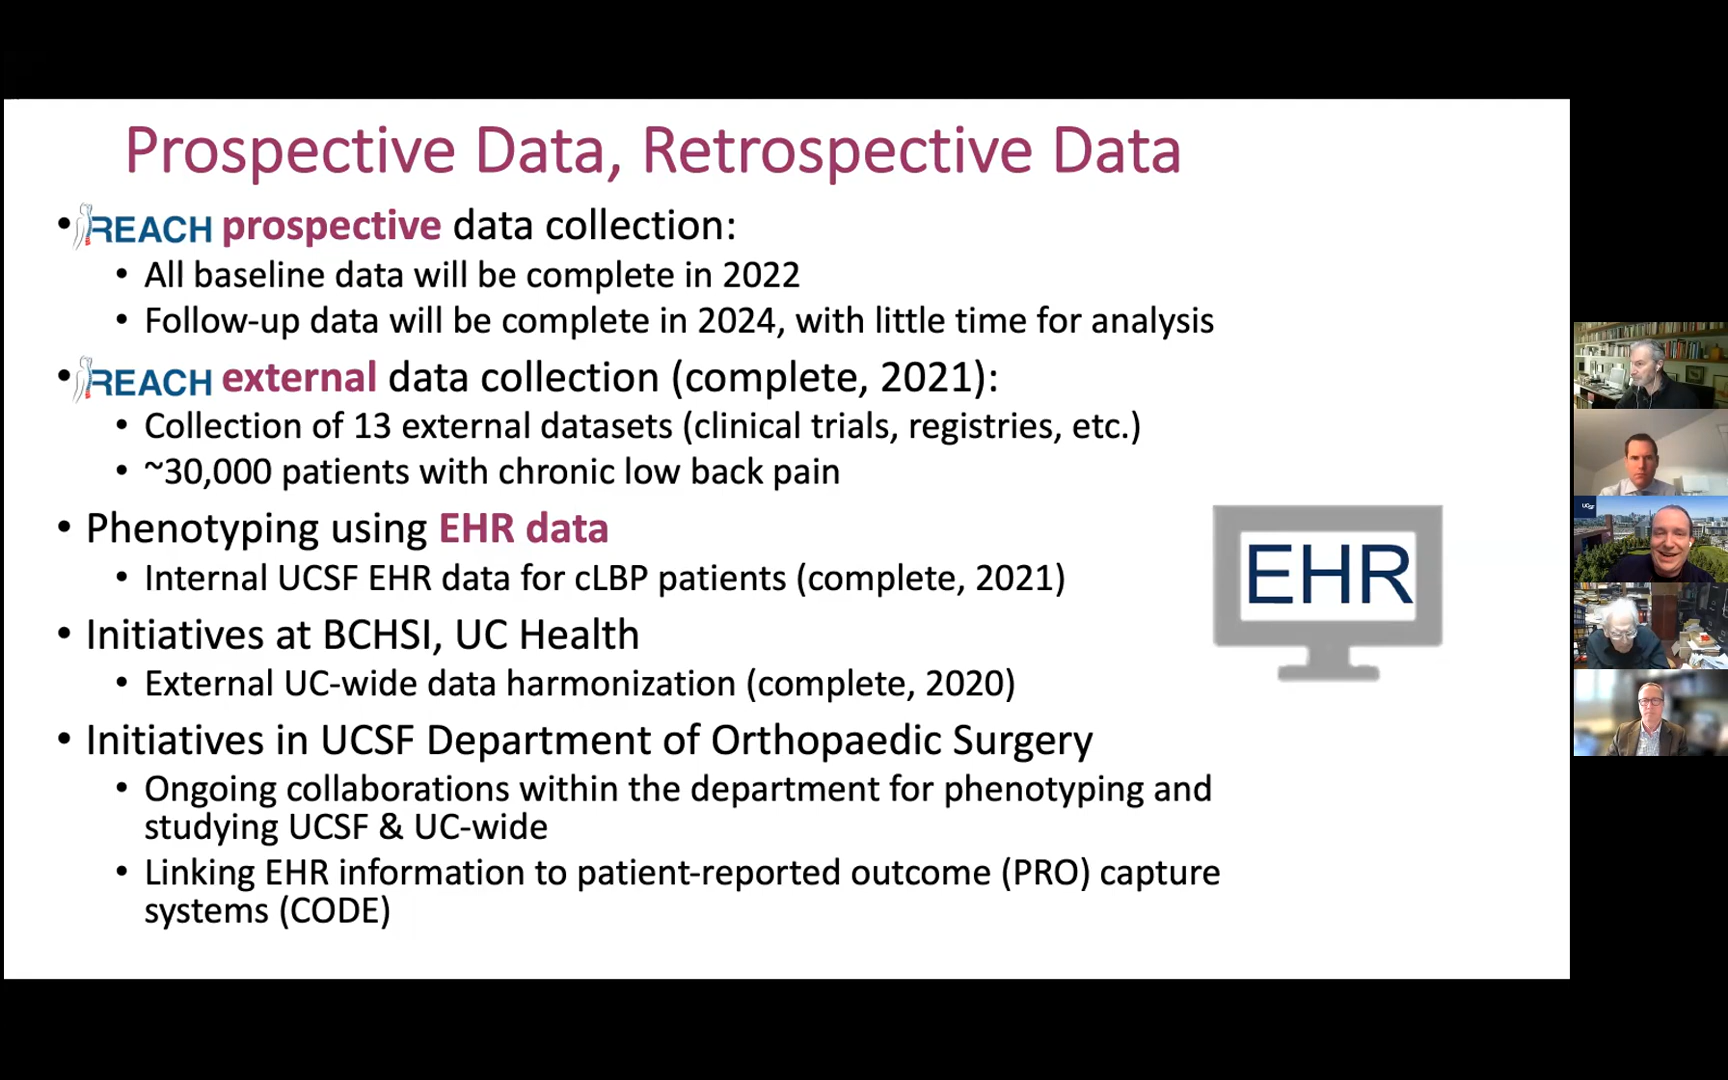 Prospective Data, Retrospective Data
• REACH prospective data collection:
• All baseline data will be complete in 2022
• Follow-up data will be complete in 2024, with little time for analysis
• REACH external data collection (complete, 2021):
• Collection of 13 external datasets (clinical trials, registries, etc.)
• ~30,000 patients with chronic low back pain
• Phenotyping using EHR data
• Internal UCSF EHR data for cLBP patients (complete, 2021)
• Initiatives at BCHSI, UC Health
• External UC-wide data harmonization (complete, 2020)
• Initiatives in UCSF Department of Orthopaedic Surgery
• Ongoing collaborations within the department for phenotyping and
studying UCSF & UC-wide
• Linking EHR information to patient-reported outcome (PRO) capture
systems (CODE)
EHR
UCSF